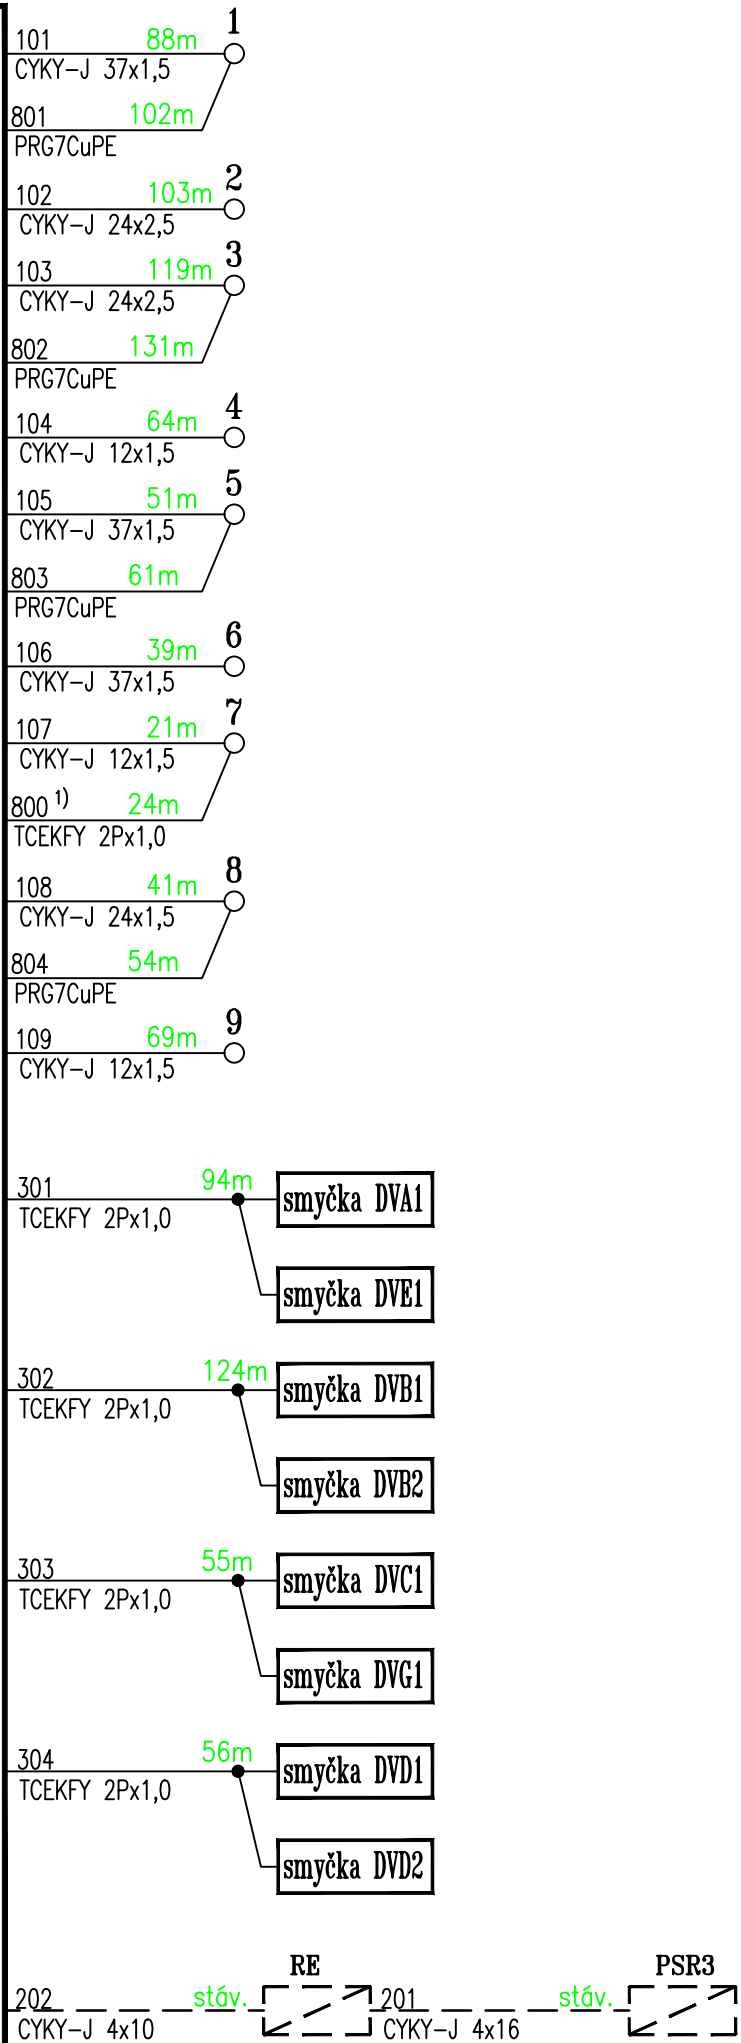 1
101 88m
CYKY-J 37x1,5
801 102m
PRG7CuPE
2
102 103m
CYKY-J 24x2,5
3
103 119m
CYKY-J 24x2,5
802 131m
PRG7CuPE
4
104 64m
CYKY-J 12x1,5
5
105 51m
CYKY-J 37x1,5
803 61m
PRG7CuPE
6
106 39m
CYKY-J 37x1,5
7
107 21m
CYKY-J 12x1,5
800 1) 24m
TCEKFY 2Px1,0
8
108 41m
CYKY-J 24x1,5
804 54m
PRG7CuPE
9
109 69m
CYKY-J 12x1,5
301 94m smyčka DVA1
TCEKFY 2Px1,0
smyčka DVE1
302 124m smyčka DVB1
TCEKFY 2Px1,0
smyčka DVB2
303 55m smyčka DVC1
TCEKFY 2Px1,0
smyčka DVG1
304 56m smyčka DVD1
TCEKFY 2Px1,0
smyčka DVD2
RE PSR3
202 stáv. 201 stáv.
CYKY-J 4x10 CYKY-J 4x16